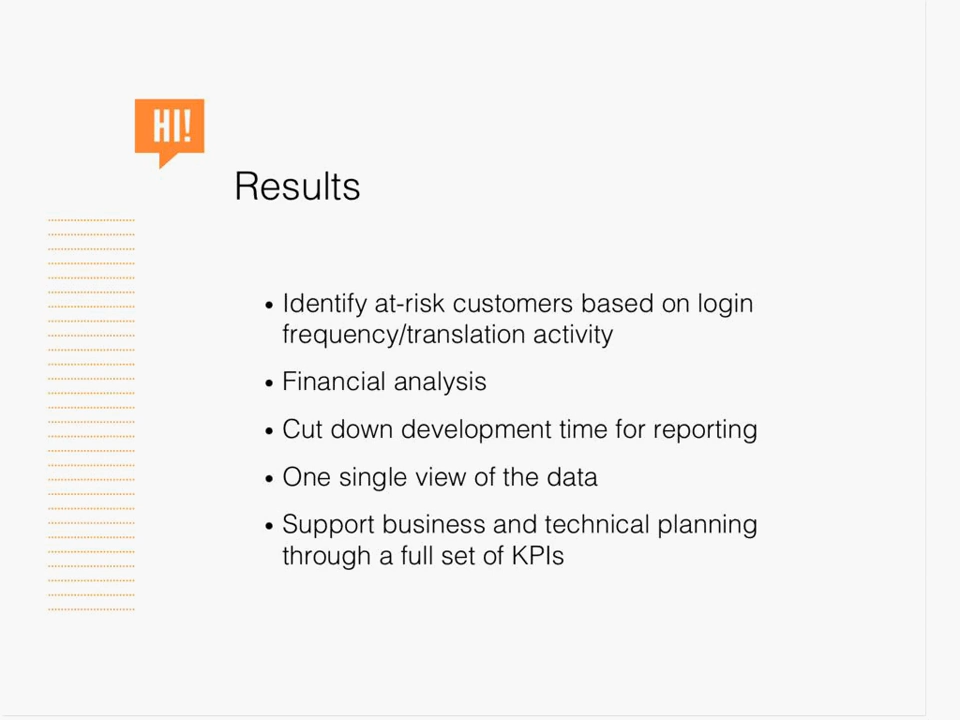 HI!
Results
• Identify at-risk customers based on login
frequency/translation activity
• Financial analysis
• Cut down development time for reporting
• One single view of the data
• Support business and technical planning
through a full set of KPIs